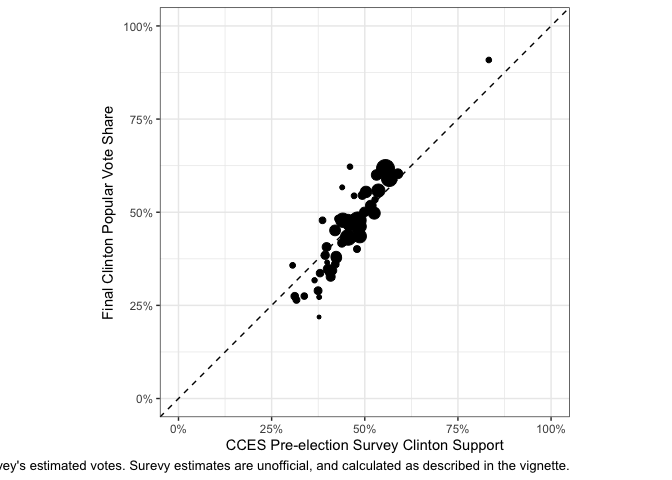 100%
75%
50%
25%
0%
Final Clinton Popular Vote Share
0% 25% 50% 75% 100%
CCES Pre-election Survey Clinton Support
vey's estimated votes. Surevy estimates are unofficial, and calculated as described in the vignette.